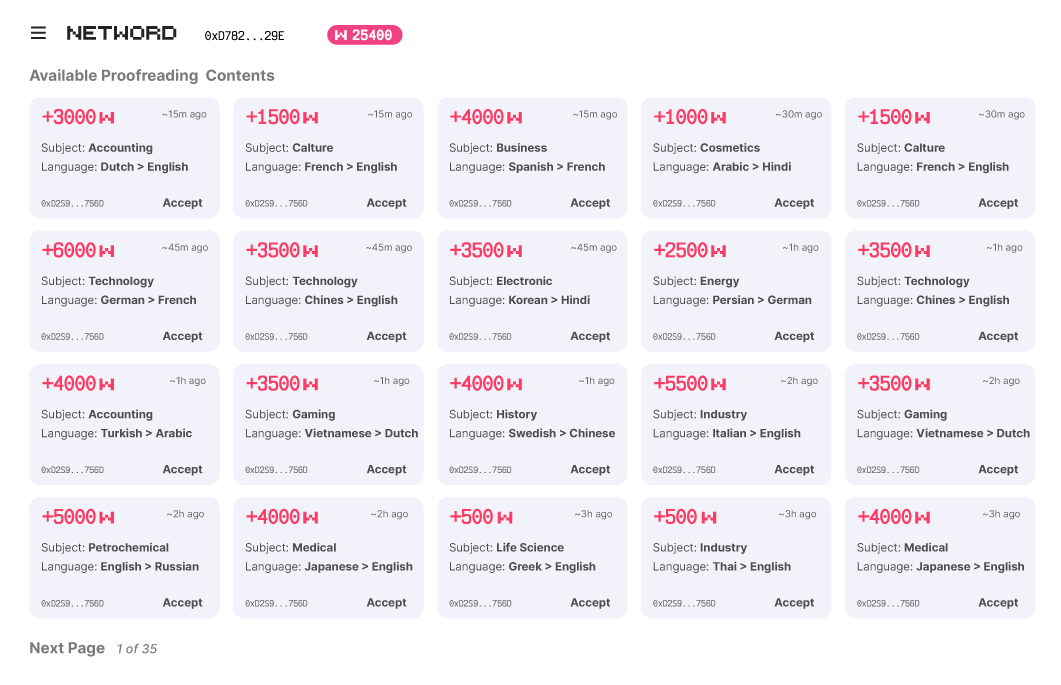 NETWORD 0xD782...29E 25400
Available Proofreading Contents
+3000 ~15m ago
Subject: Accounting
Language: Dutch > English
0xD2S9...756D Accept
+1500 ~15m ago
Subject: Calture
Language: French > English
0xD2S9...756D Accept
+4000 ~15m ago
Subject: Business
Language: Spanish > French
0xD2S9...756D Accept
+1000 ~30m ago
Subject: Cosmetics
Language: Arabic > Hindi
0xD2S9...756D Accept
+1500 ~30m ago
Subject: Calture
Language: French > English
0xD2S9...756D Accept
+6000 ~45m ago
Subject: Technology
Language: German > French
0xD2S9...756D Accept
+3500 ~45m ago
Subject: Technology
Language: Chines > English
0xD2S9...756D Accept
+3500 ~45m ago
Subject: Electronic
Language: Korean > Hindi
0xD2S9...756D Accept
+2500 ~1h ago
Subject: Energy
Language: Persian > German
0xD2S9...756D Accept
+3500 ~1h ago
Subject: Technology
Language: Chines > English
0xD2S9...756D Accept
+4000 ~1h ago
Subject: Accounting
Language: Turkish > Arabic
0xD2S9...756D Accept
+3500 ~1h ago
Subject: Gaming
Language: Vietnamese > Dutch
0xD2S9...756D Accept
+4000 ~1h ago
Subject: History
Language: Swedish > Chinese
0xD2S9...756D Accept
+5500 ~2h ago
Subject: Industry
Language: Italian > English
0xD2S9...756D Accept
+3500 ~2h ago
Subject: Gaming
Language: Vietnamese > Dutch
0xD2S9...756D Accept
+5000 ~2h ago
Subject: Petrochemical
Language: English > Russian
0xD2S9...756D Accept
+4000 ~2h ago
Subject: Medical
Language: Japanese > English
0xD2S9...756D Accept
+500 ~3h ago
Subject: Life Science
Language: Greek > English
0xD2S9...756D Accept
+500 ~3h ago
Subject: Industry
Language: Thai > English
0xD2S9...756D Accept
+4000 ~3h ago
Subject: Medical
Language: Japanese > English
0xD2S9...756D Accept
Next Page 1 of 35